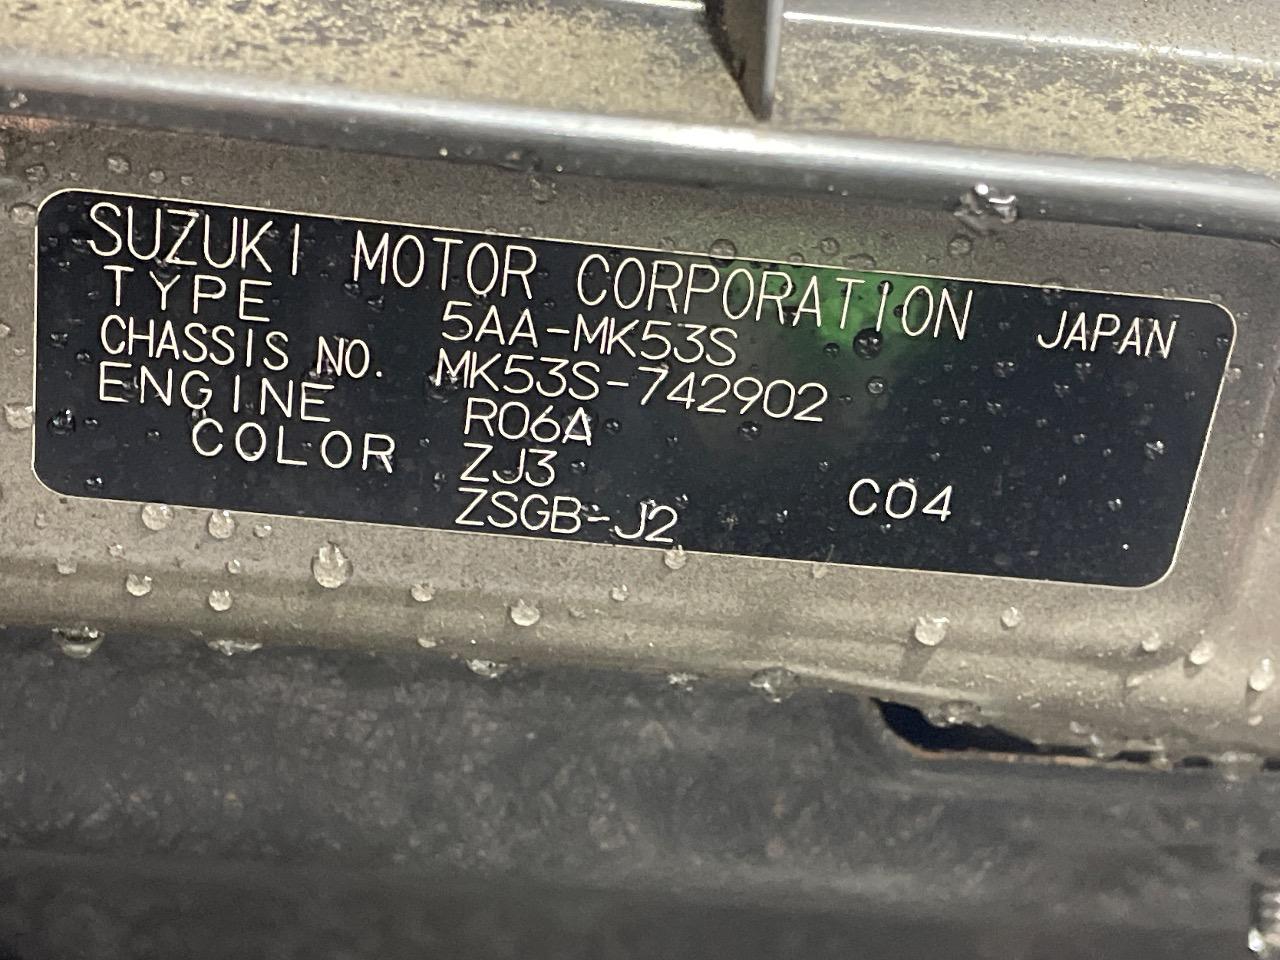 SUZUKI MOTOR CORPORATION JAPAN
TYPE 5AA-MK53S
CHASSIS NO. MK53S-742902
ENGINE R06A
COLOR ZJ3 C04
ZSGB-J2